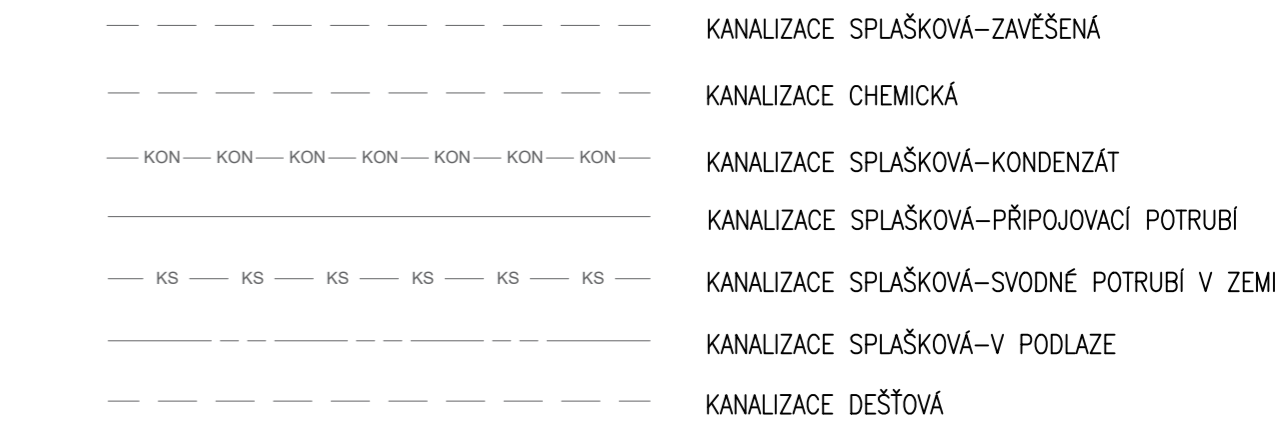 KANALIZACE SPLAŠKOVÁ-ZAVĚŠENÁ
KANALIZACE CHEMICKÁ
KON KON KON KON KON KON KON KANALIZACE SPLAŠKOVÁ-KONDENZÁT
KANALIZACE SPLAŠKOVÁ-PŘIPOJOVACÍ POTRUBÍ
KS KS KS KS KS KS KANALIZACE SPLAŠKOVÁ-SVODNÉ POTRUBÍ V ZEMI
KANALIZACE SPLAŠKOVÁ-V PODLAZE
KANALIZACE DEŠŤOVÁ